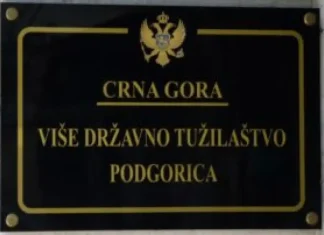 CRNA GORA
VIŠE DRŽAVNO TUŽILAŠTVO
PODGORICA